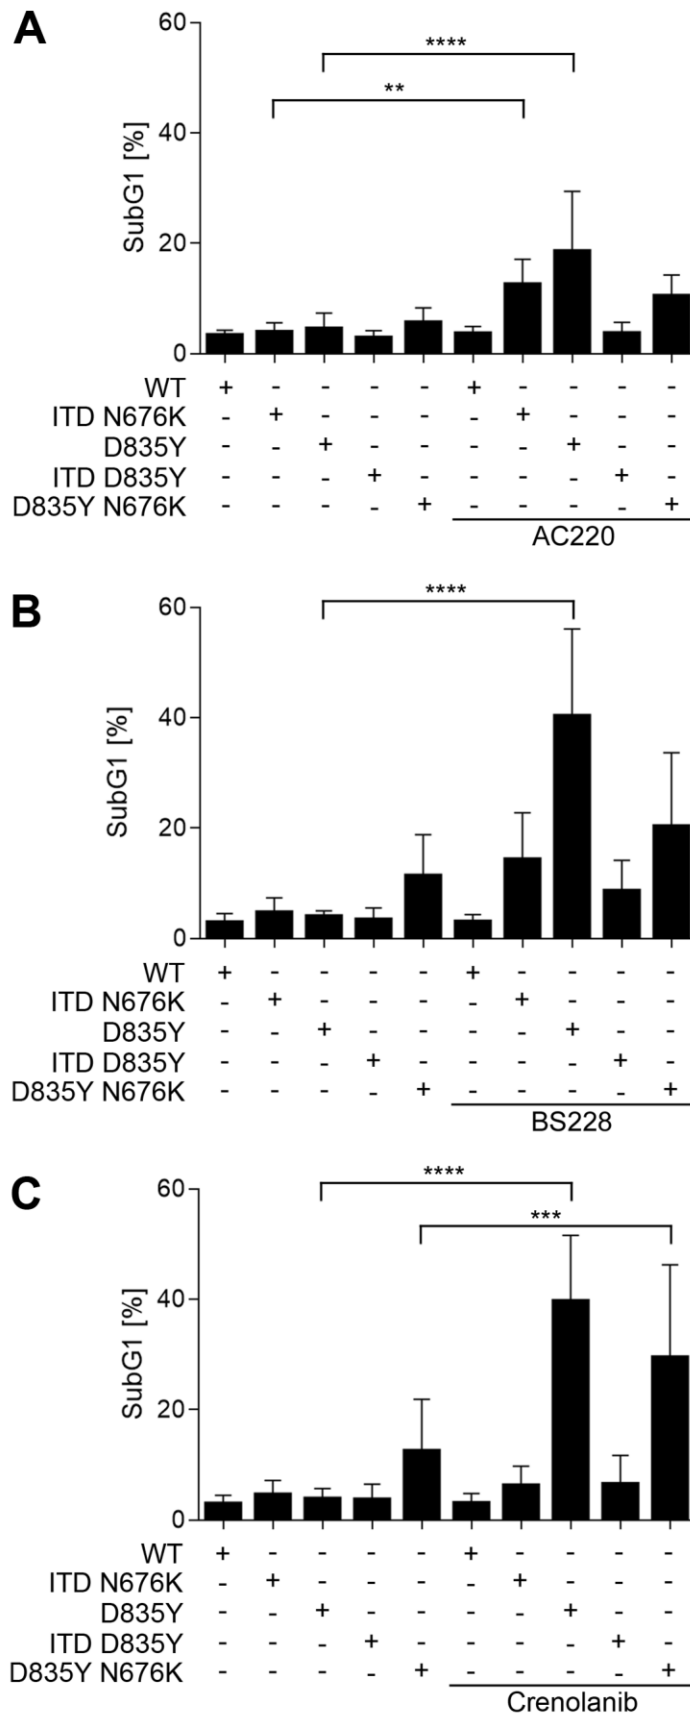 A
60
****
**
40
SubG1 [%]
20
0
WT + - - - - + - - - -
ITD N676K - + - - - - + - - -
D835Y - - + - - - - + - -
ITD D835Y - - - + - - - - + -
D835Y N676K - - - - + - - - - +
AC220
B
60
****
40
SubG1 [%]
20
0
WT + - - - - + - - - -
ITD N676K - + - - - - + - - -
D835Y - - + - - - - + - -
ITD D835Y - - - + - - - - + -
D835Y N676K - - - - + - - - - +
BS228
C
60
****
***
40
SubG1 [%]
20
0
WT + - - - - + - - - -
ITD N676K - + - - - - + - - -
D835Y - - + - - - - + - -
ITD D835Y - - - + - - - - + -
D835Y N676K - - - - + - - - - +
Crenolanib